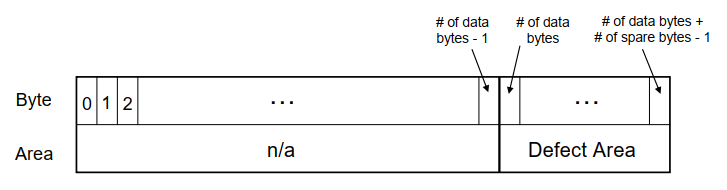 # of data
bytes - 1
# of data
bytes
# of data bytes +
# of spare bytes - 1
Byte
0 1 2 ... ...
Area
n/a
Defect Area